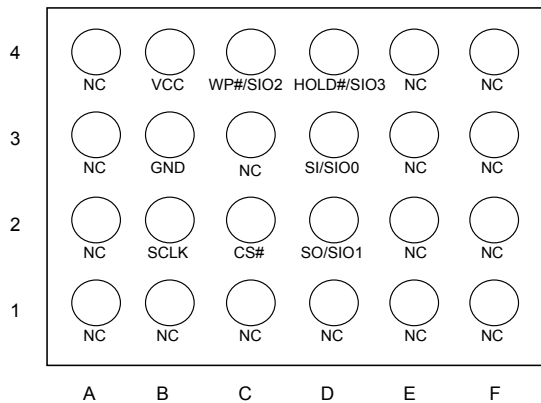 4
NC VCC WP#/SIO2 HOLD#/SIO3 NC NC
3
NC GND NC SI/SIO0 NC NC
2
NC SCLK CS# SO/SIO1 NC NC
1
NC NC NC NC NC NC
A B C D E F